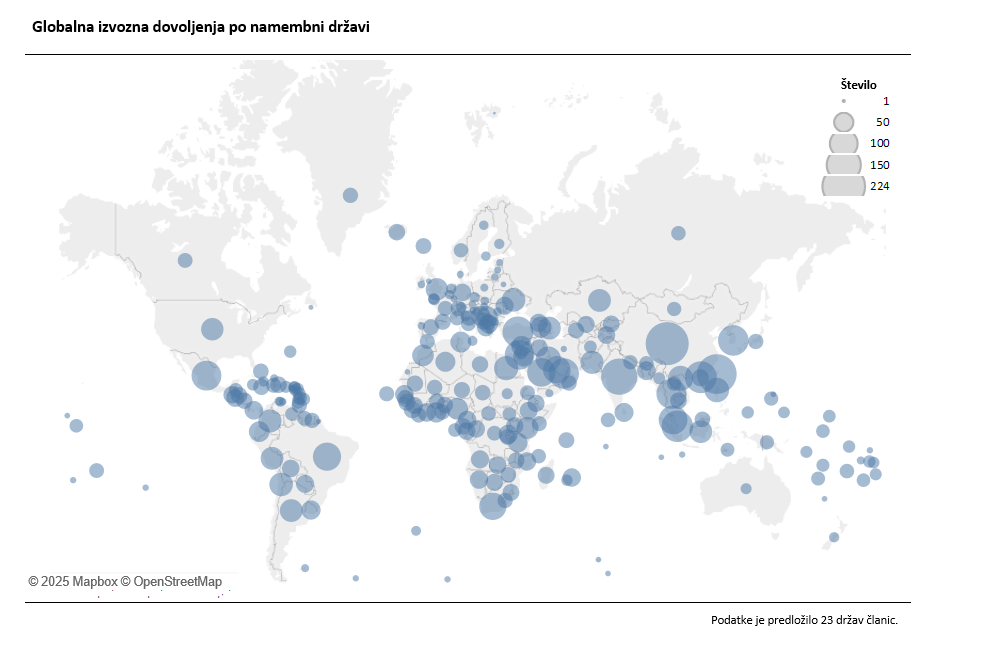 Globalna izvozna dovoljenja po namembni državi
Število
1
50
100
150
224
© 2025 Mapbox © OpenStreetMap
Podatke je predložilo 23 držav članic.